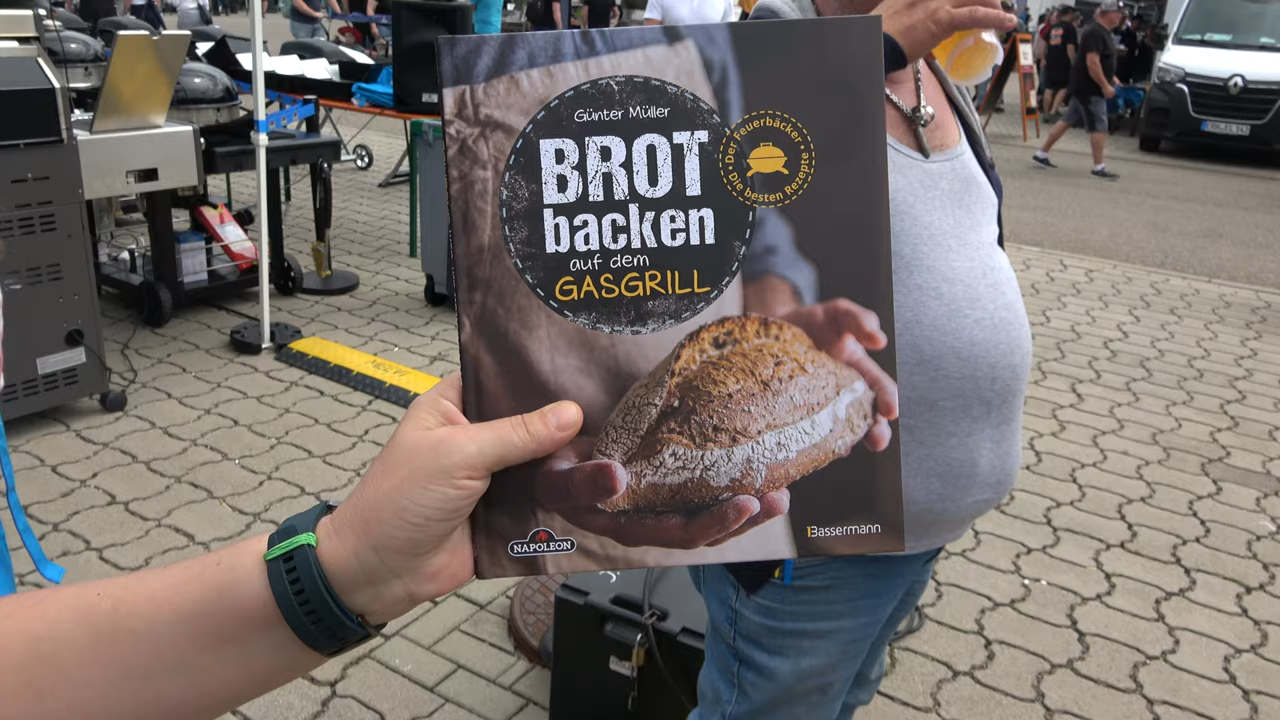 Günter Müller
BROT
backen
auf dem
GASGRILL
Der Feuerbäcker
Die besten Rezepte
NAPOLEON
Bassermann